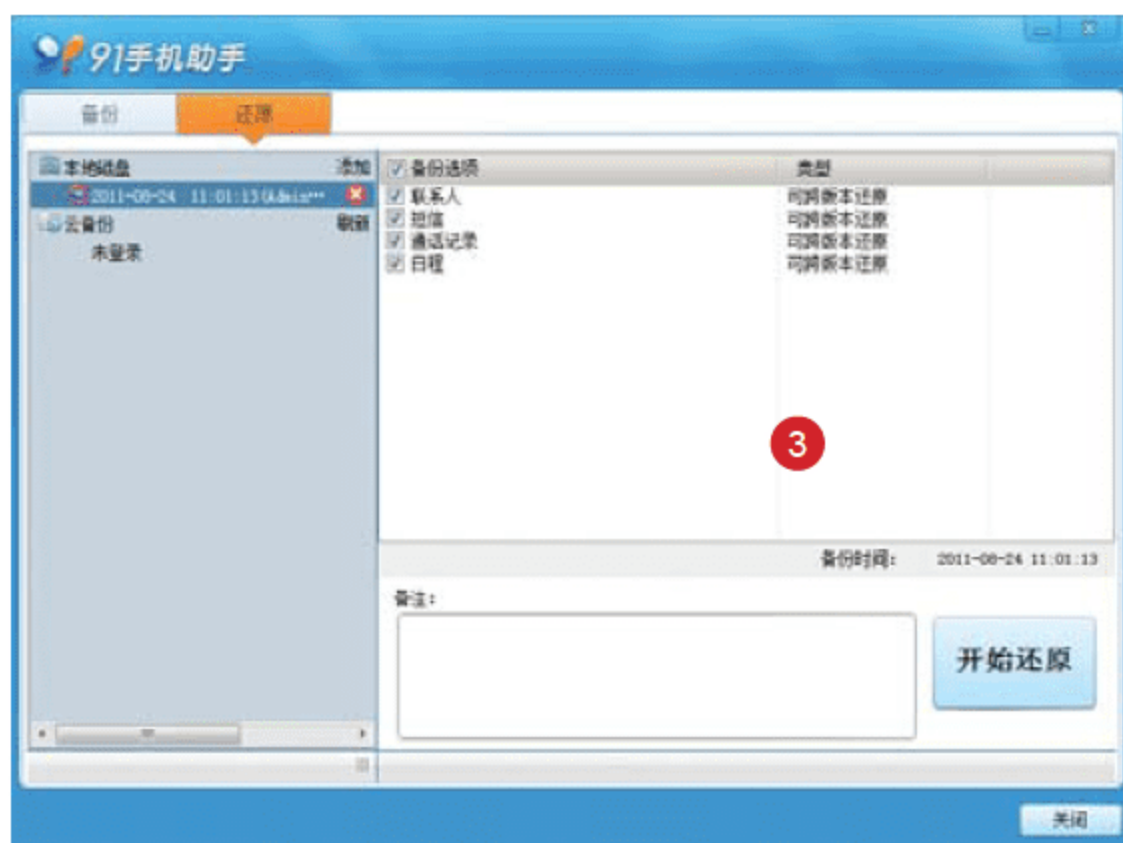 91手机助手
备份 还原
本地磁盘 添加 备份选项 类型
2011-08-24 11:01:13(Admin··· 联系人 可跨版本还原
云备份 刷新 短信 可跨版本还原
未登录 通话记录 可跨版本还原
日程 可跨版本还原
3
备份时间: 2011-08-24 11:01:13
备注:
开始还原
关闭